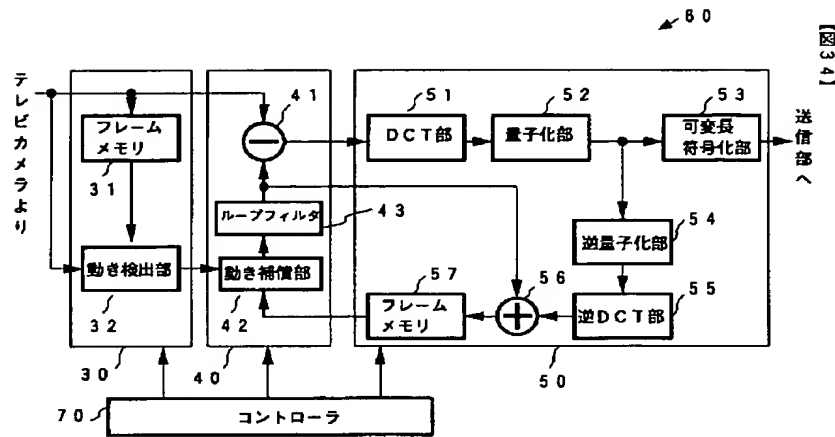 【図34】
60
テレビカメラより
フレーム
メモリ
31
動き検出部
32
30
41
ループフィルタ
43
動き補償部
42
40
51
DCT部
52
量子化部
53
可変長
符号化部
送信部へ
54
逆量子化部
55
逆DCT部
56
57
フレーム
メモリ
50
70
コントローラ